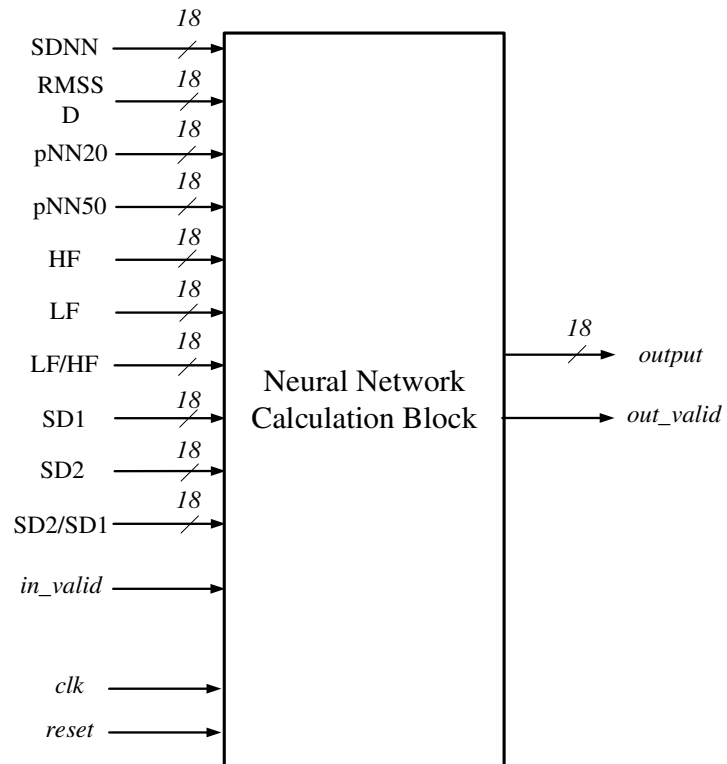 18
SDNN
18
RMSS
D
18
pNN20
18
pNN50
18
HF
18
LF
18
LF/HF
18
SD1
18
SD2
18
SD2/SD1
in_valid
clk
reset
Neural Network
Calculation Block
18
output
out_valid